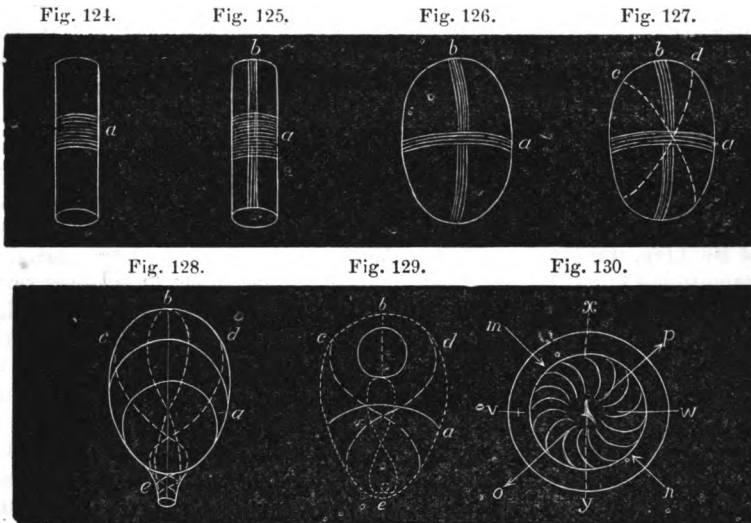 Fig. 124. Fig. 125. Fig. 126. Fig. 127.
b b b d
c
a a a a
Fig. 128. Fig. 129. Fig. 130.
b b x
c d c d m p
v w
a a
e e o y n